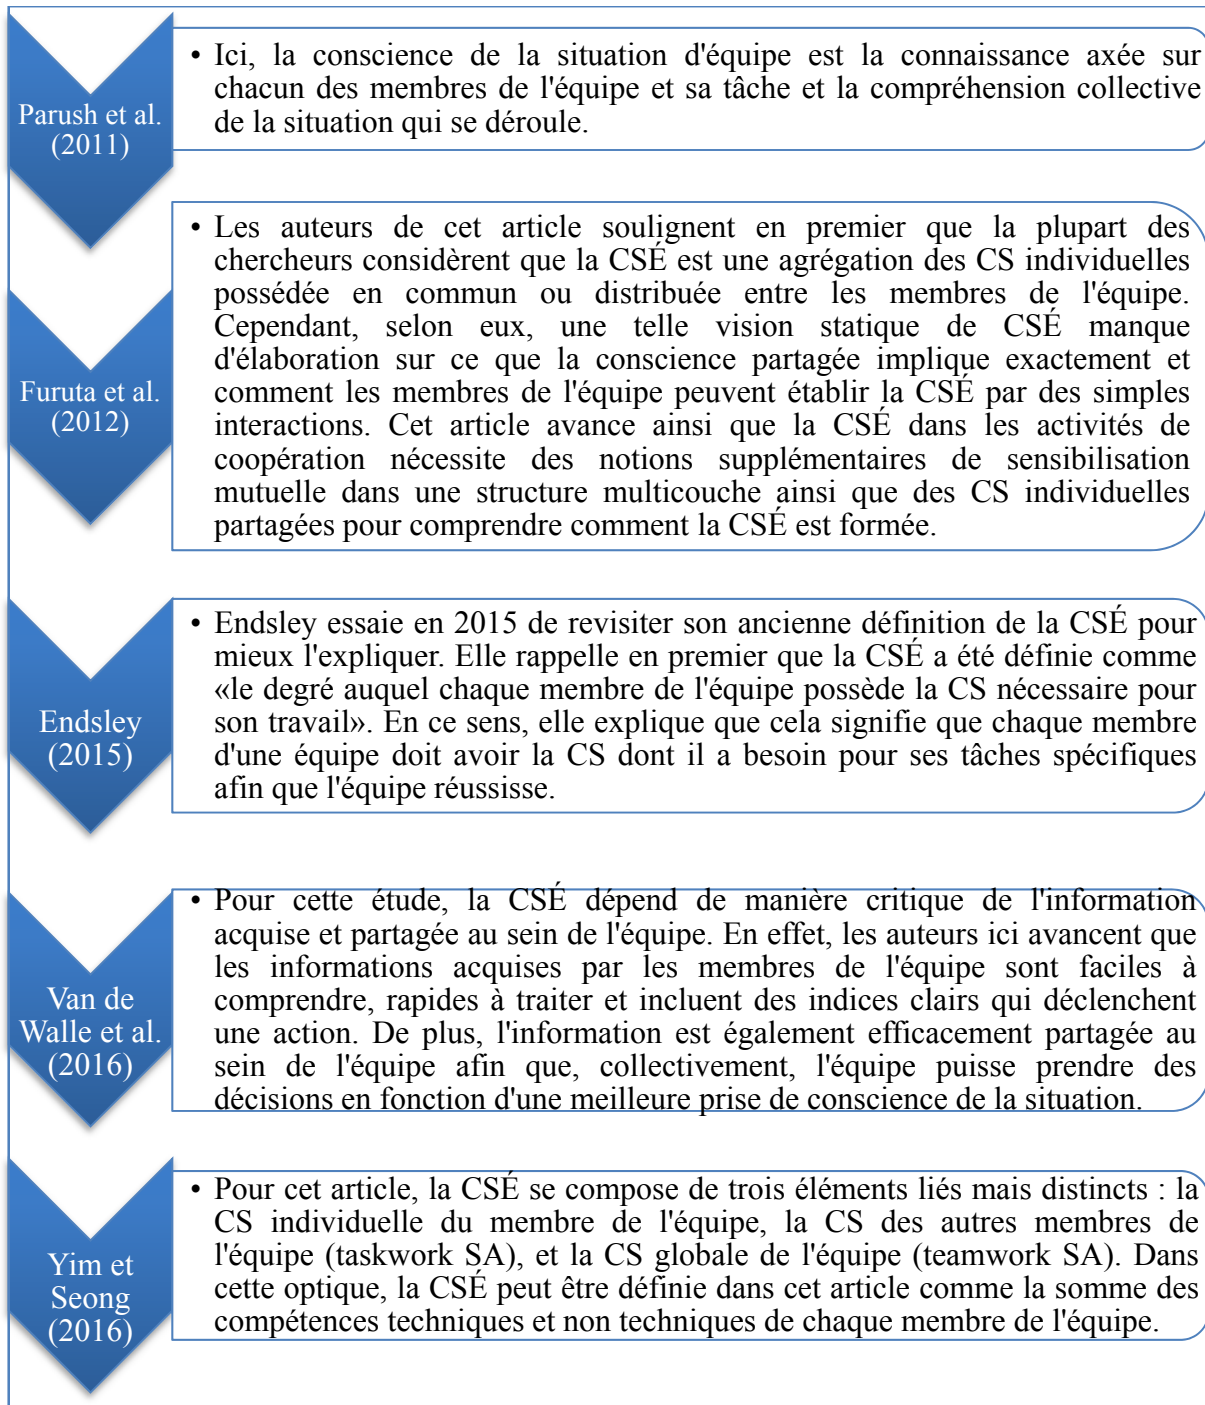 Parush et al.
(2011)
• Ici, la conscience de la situation d'équipe est la connaissance axée sur
chacun des membres de l'équipe et sa tâche et la compréhension collective
de la situation qui se déroule.
Furuta et al.
(2012)
• Les auteurs de cet article soulignent en premier que la plupart des
chercheurs considèrent que la CSÉ est une agrégation des CS individuelles
possédée en commun ou distribuée entre les membres de l'équipe.
Cependant, selon eux, une telle vision statique de CSÉ manque
d'élaboration sur ce que la conscience partagée implique exactement et
comment les membres de l'équipe peuvent établir la CSÉ par des simples
interactions. Cet article avance ainsi que la CSÉ dans les activités de
coopération nécessite des notions supplémentaires de sensibilisation
mutuelle dans une structure multicouche ainsi que des CS individuelles
partagées pour comprendre comment la CSÉ est formée.
Endsley
(2015)
• Endsley essaie en 2015 de revisiter son ancienne définition de la CSÉ pour
mieux l'expliquer. Elle rappelle en premier que la CSÉ a été définie comme
«le degré auquel chaque membre de l'équipe possède la CS nécessaire pour
son travail». En ce sens, elle explique que cela signifie que chaque membre
d'une équipe doit avoir la CS dont il a besoin pour ses tâches spécifiques
afin que l'équipe réussisse.
Van de
Walle et al.
(2016)
• Pour cette étude, la CSÉ dépend de manière critique de l'information
acquise et partagée au sein de l'équipe. En effet, les auteurs ici avancent que
les informations acquises par les membres de l'équipe sont faciles à
comprendre, rapides à traiter et incluent des indices clairs qui déclenchent
une action. De plus, l'information est également efficacement partagée au
sein de l'équipe afin que, collectivement, l'équipe puisse prendre des
décisions en fonction d'une meilleure prise de conscience de la situation.
Yim et
Seong
(2016)
• Pour cet article, la CSÉ se compose de trois éléments liés mais distincts : la
CS individuelle du membre de l'équipe, la CS des autres membres de
l'équipe (taskwork SA), et la CS globale de l'équipe (teamwork SA). Dans
cette optique, la CSÉ peut être définie dans cet article comme la somme des
compétences techniques et non techniques de chaque membre de l'équipe.